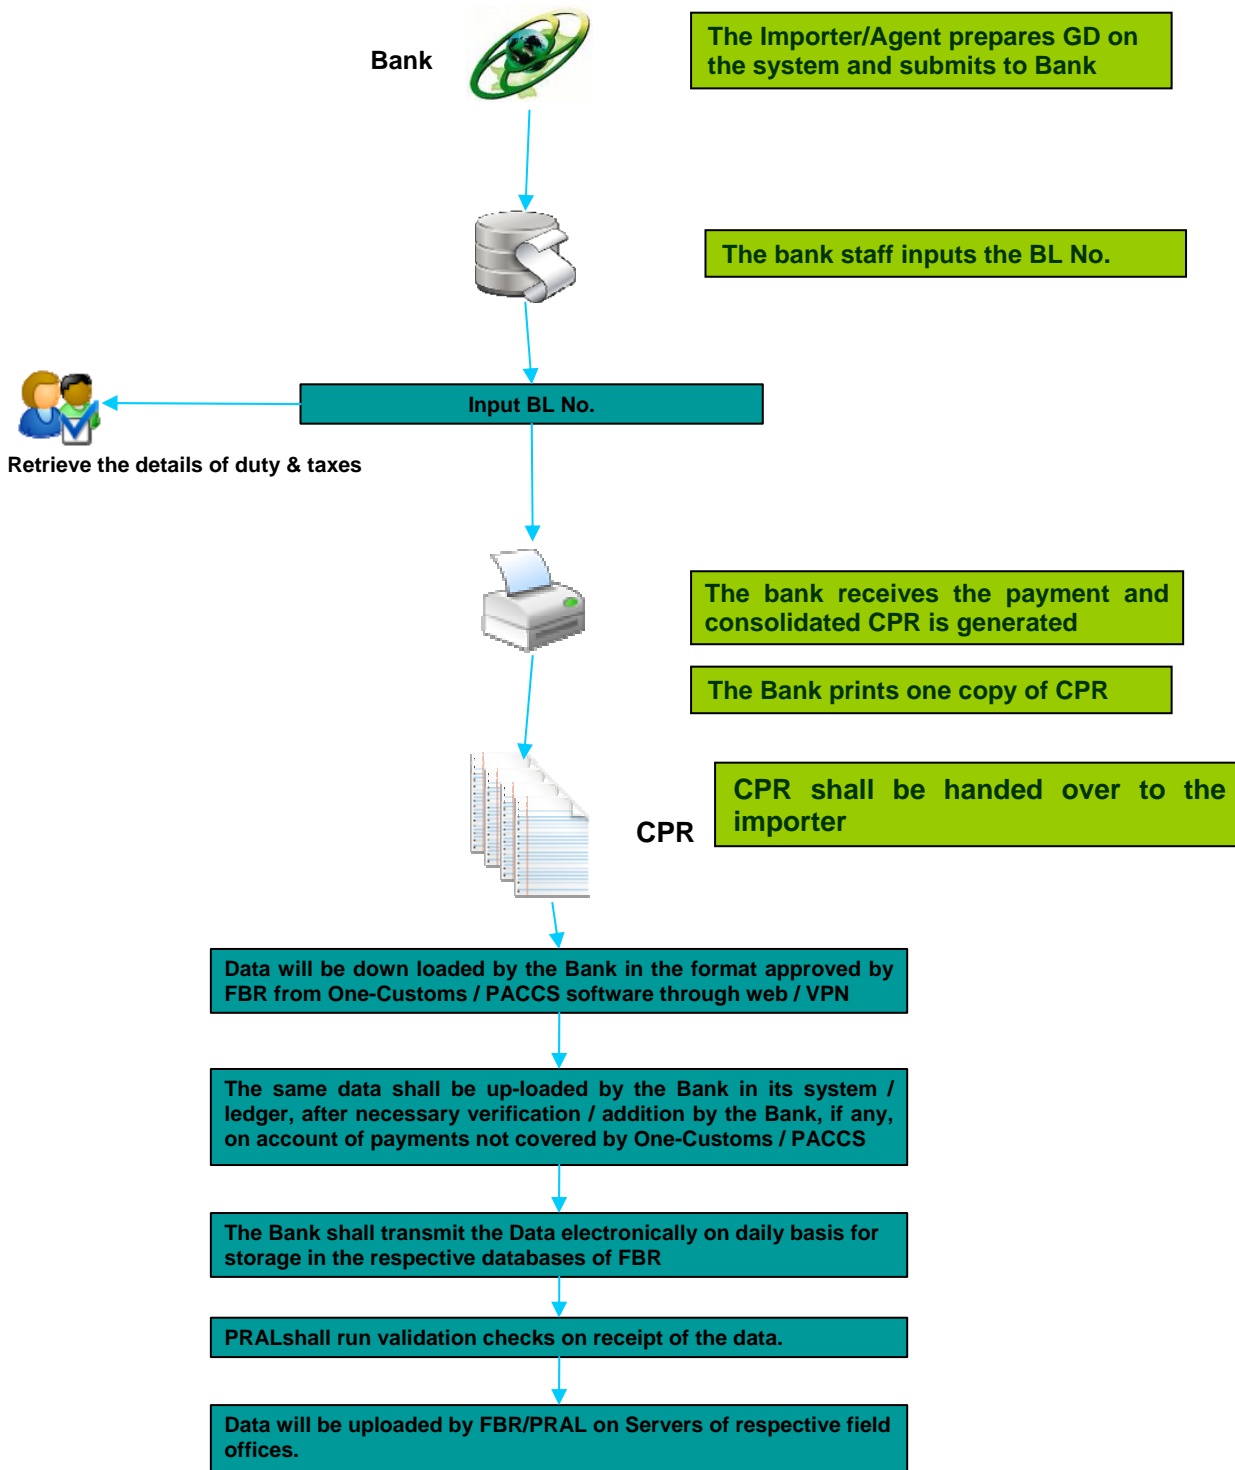 Bank
The Importer/Agent prepares GD on
the system and submits to Bank
The bank staff inputs the BL No.
Input BL No.
Retrieve the details of duty & taxes
The bank receives the payment and
consolidated CPR is generated
The Bank prints one copy of CPR
CPR
CPR shall be handed over to the
importer
Data will be down loaded by the Bank in the format approved by
FBR from One-Customs / PACCS software through web / VPN
The same data shall be up-loaded by the Bank in its system /
ledger, after necessary verification / addition by the Bank, if any,
on account of payments not covered by One-Customs / PACCS
The Bank shall transmit the Data electronically on daily basis for
storage in the respective databases of FBR
PRALshall run validation checks on receipt of the data.
Data will be uploaded by FBR/PRAL on Servers of respective field
offices.